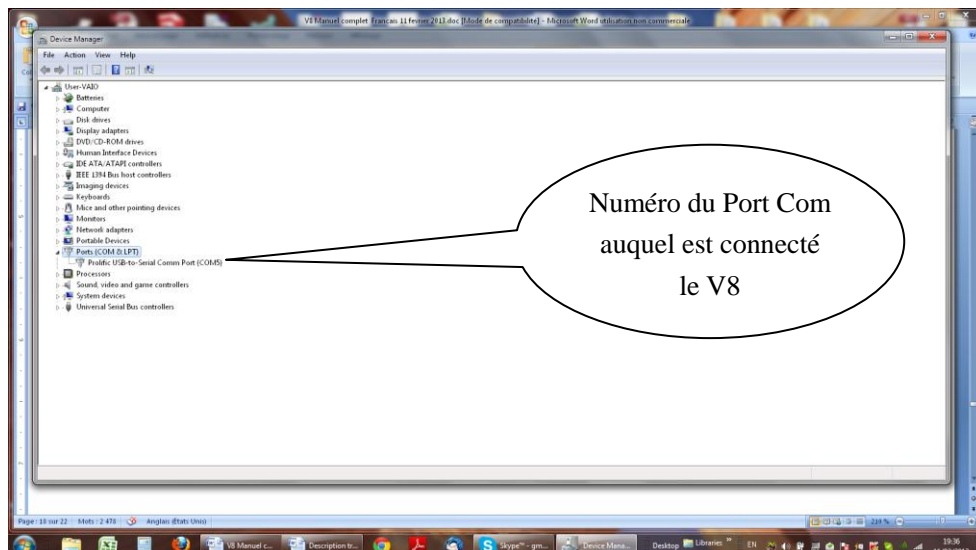 V8 Manuel complet Francais 11 fevrier 2013.doc [Mode de compatibilité] - Microsoft Word utilisation non commerciale
Device Manager
File Action View Help
User-VAIO
Batteries
Computer
Disk drives
Display adapters
DVD/CD-ROM drives
Human Interface Devices
IDE ATA/ATAPI controllers
IEEE 1394 Bus host controllers
Imaging devices
Keyboards
Mice and other pointing devices
Monitors
Network adapters
Portable Devices
Ports (COM & LPT)
Prolific USB-to-Serial Comm Port (COM5)
Processors
Sound, video and game controllers
System devices
Universal Serial Bus controllers
Numéro du Port Com
auquel est connecté
le V8
Page : 18 sur 22 Mots : 2 478 Anglais (États Unis) 214 %
V8 Manuel c... Description tr... Skype™ - gm... Device Mana... Desktop Libraries » EN 19:36